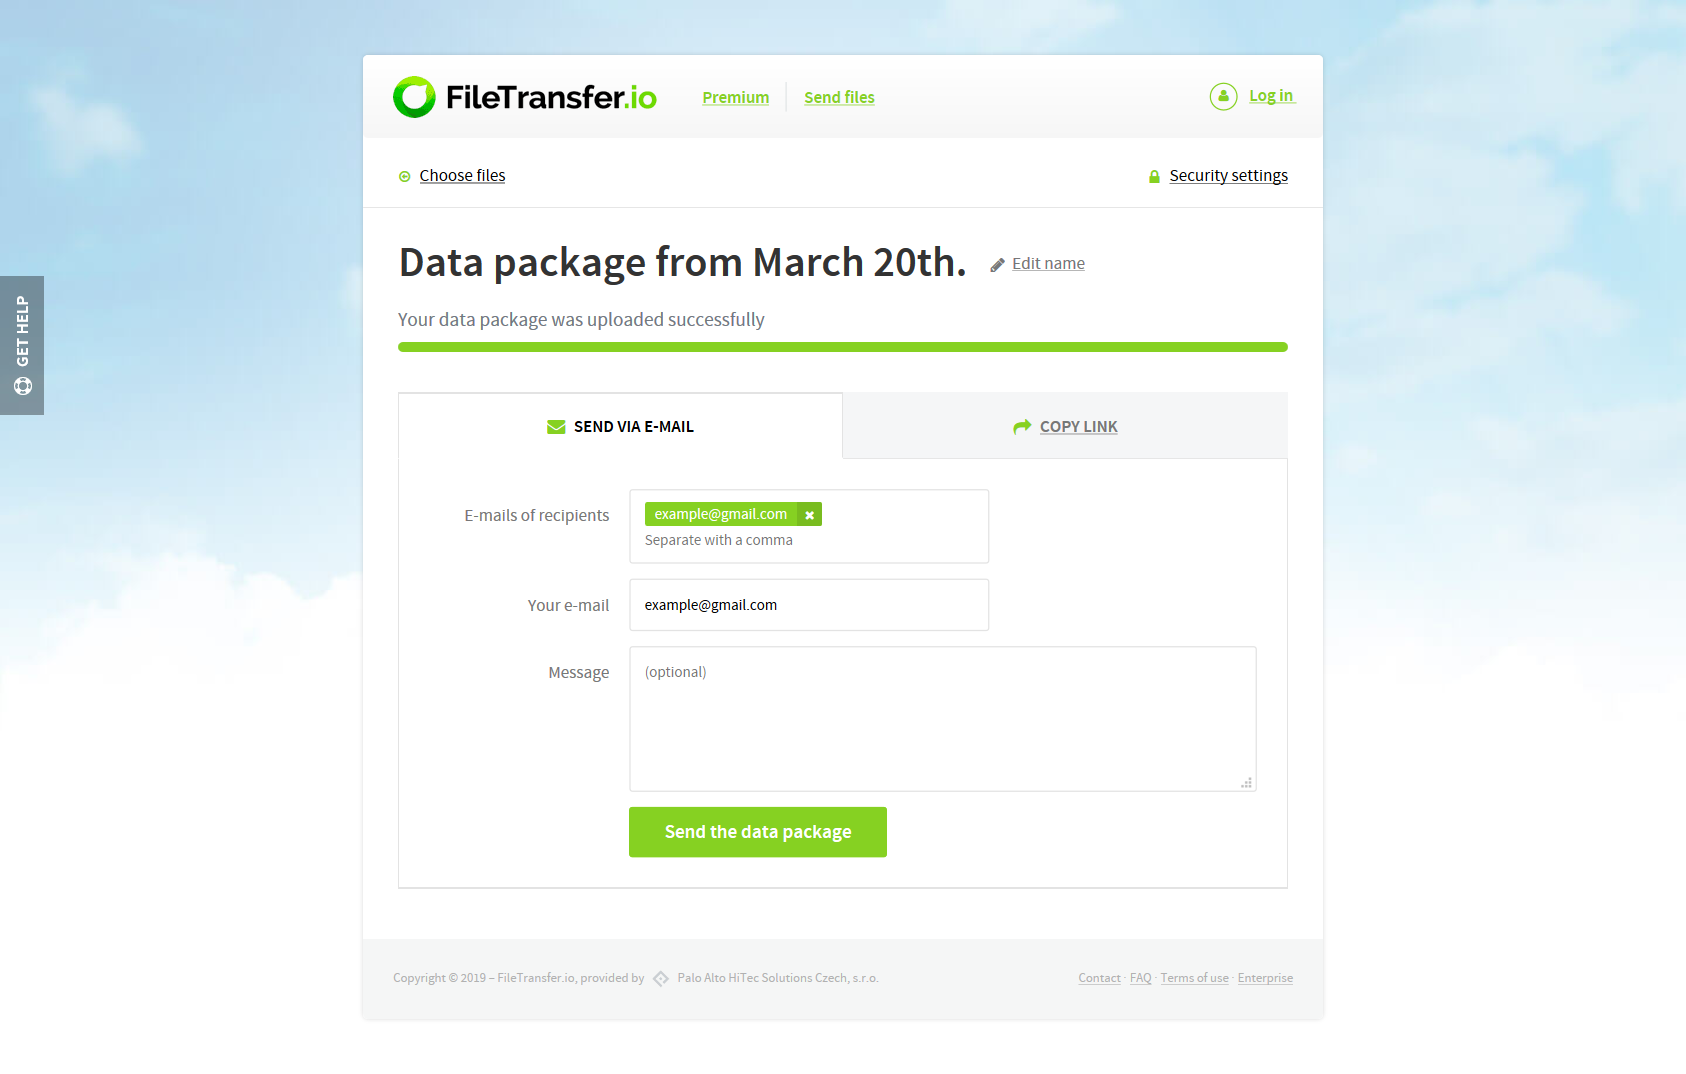 FileTransfer.io
Premium
Send files
Log in
Choose files
Security settings
Data package from March 20th.
Edit name
Your data package was uploaded successfully
GET HELP
SEND VIA E-MAIL
COPY LINK
E-mails of recipients
example@gmail.com
Separate with a comma
Your e-mail
example@gmail.com
Message
(optional)
Send the data package
Copyright © 2019 – FileTransfer.io, provided by Palo Alto HiTec Solutions Czech, s.r.o.
Contact · FAQ · Terms of use · Enterprise